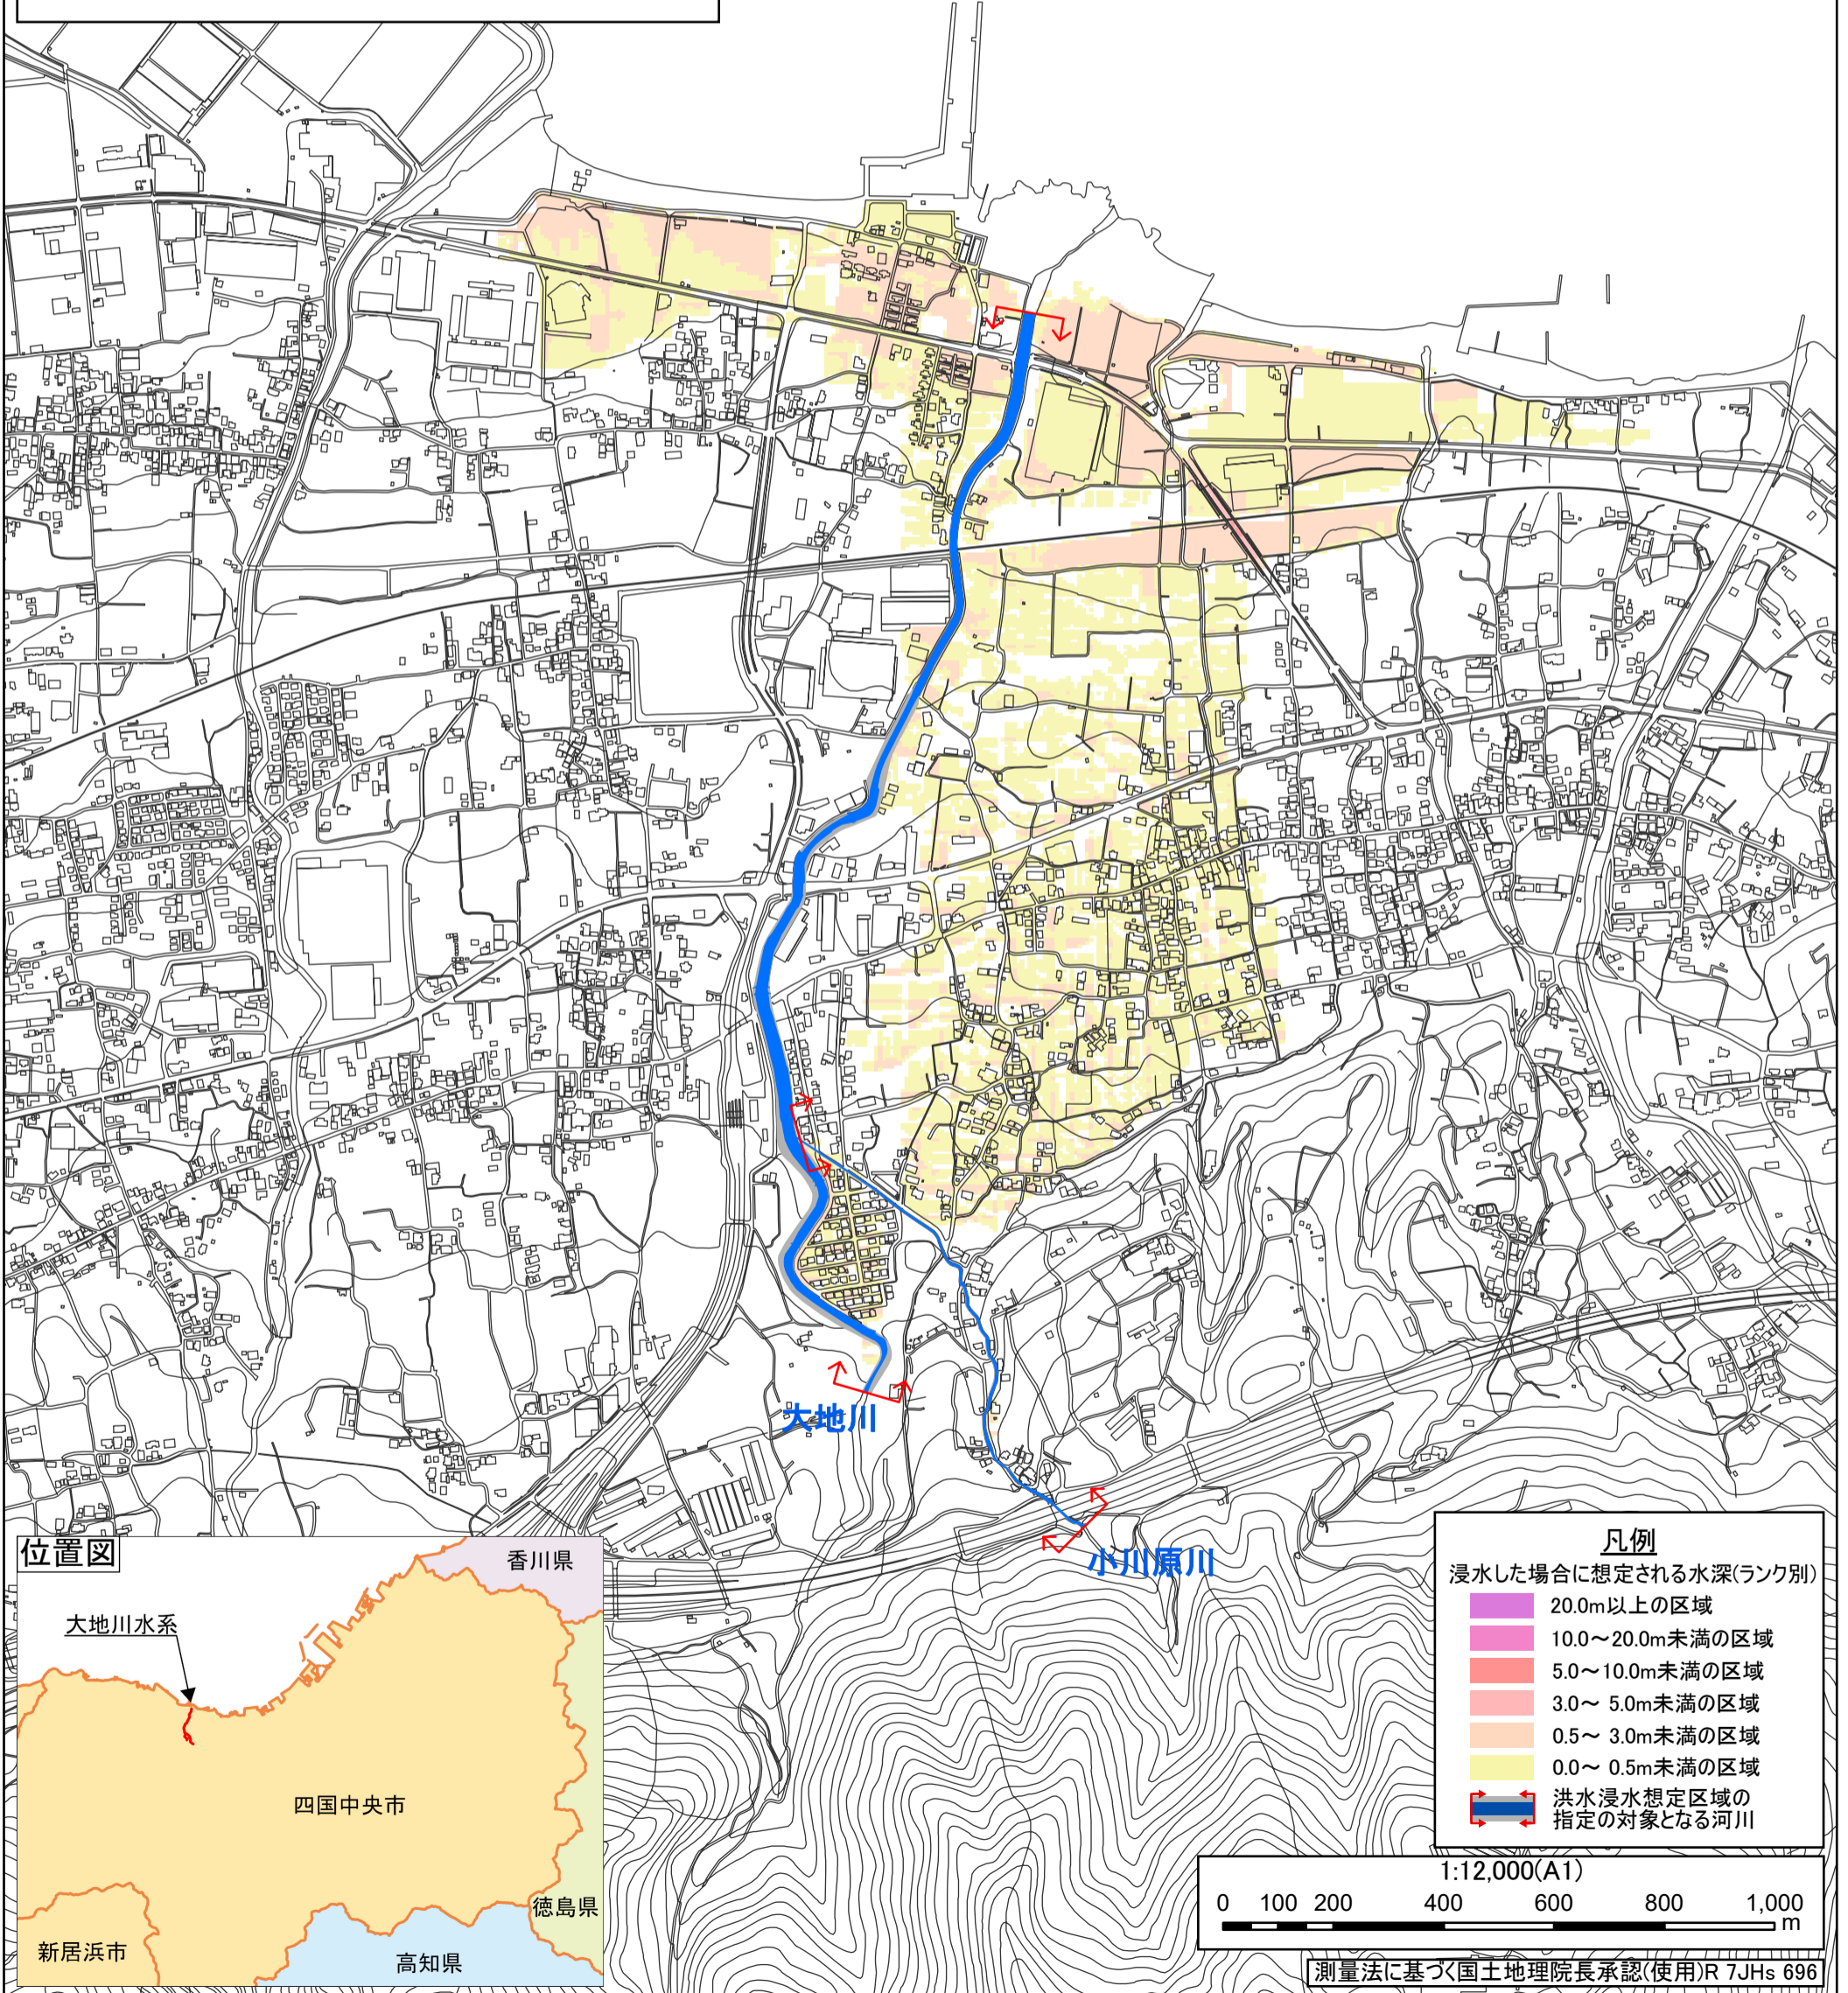 大地川
小川原川
位置図
香川県
大地川水系
四国中央市
徳島県
新居浜市
高知県
凡例
浸水した場合に想定される水深(ランク別)
20.0m以上の区域
10.0～20.0m未満の区域
5.0～10.0m未満の区域
3.0～ 5.0m未満の区域
0.5～ 3.0m未満の区域
0.0～ 0.5m未満の区域
洪水浸水想定区域の
指定の対象となる河川
1:12,000(A1)
0 100 200 400 600 800 1,000
m
測量法に基づく国土地理院長承認(使用)R 7JHs 696